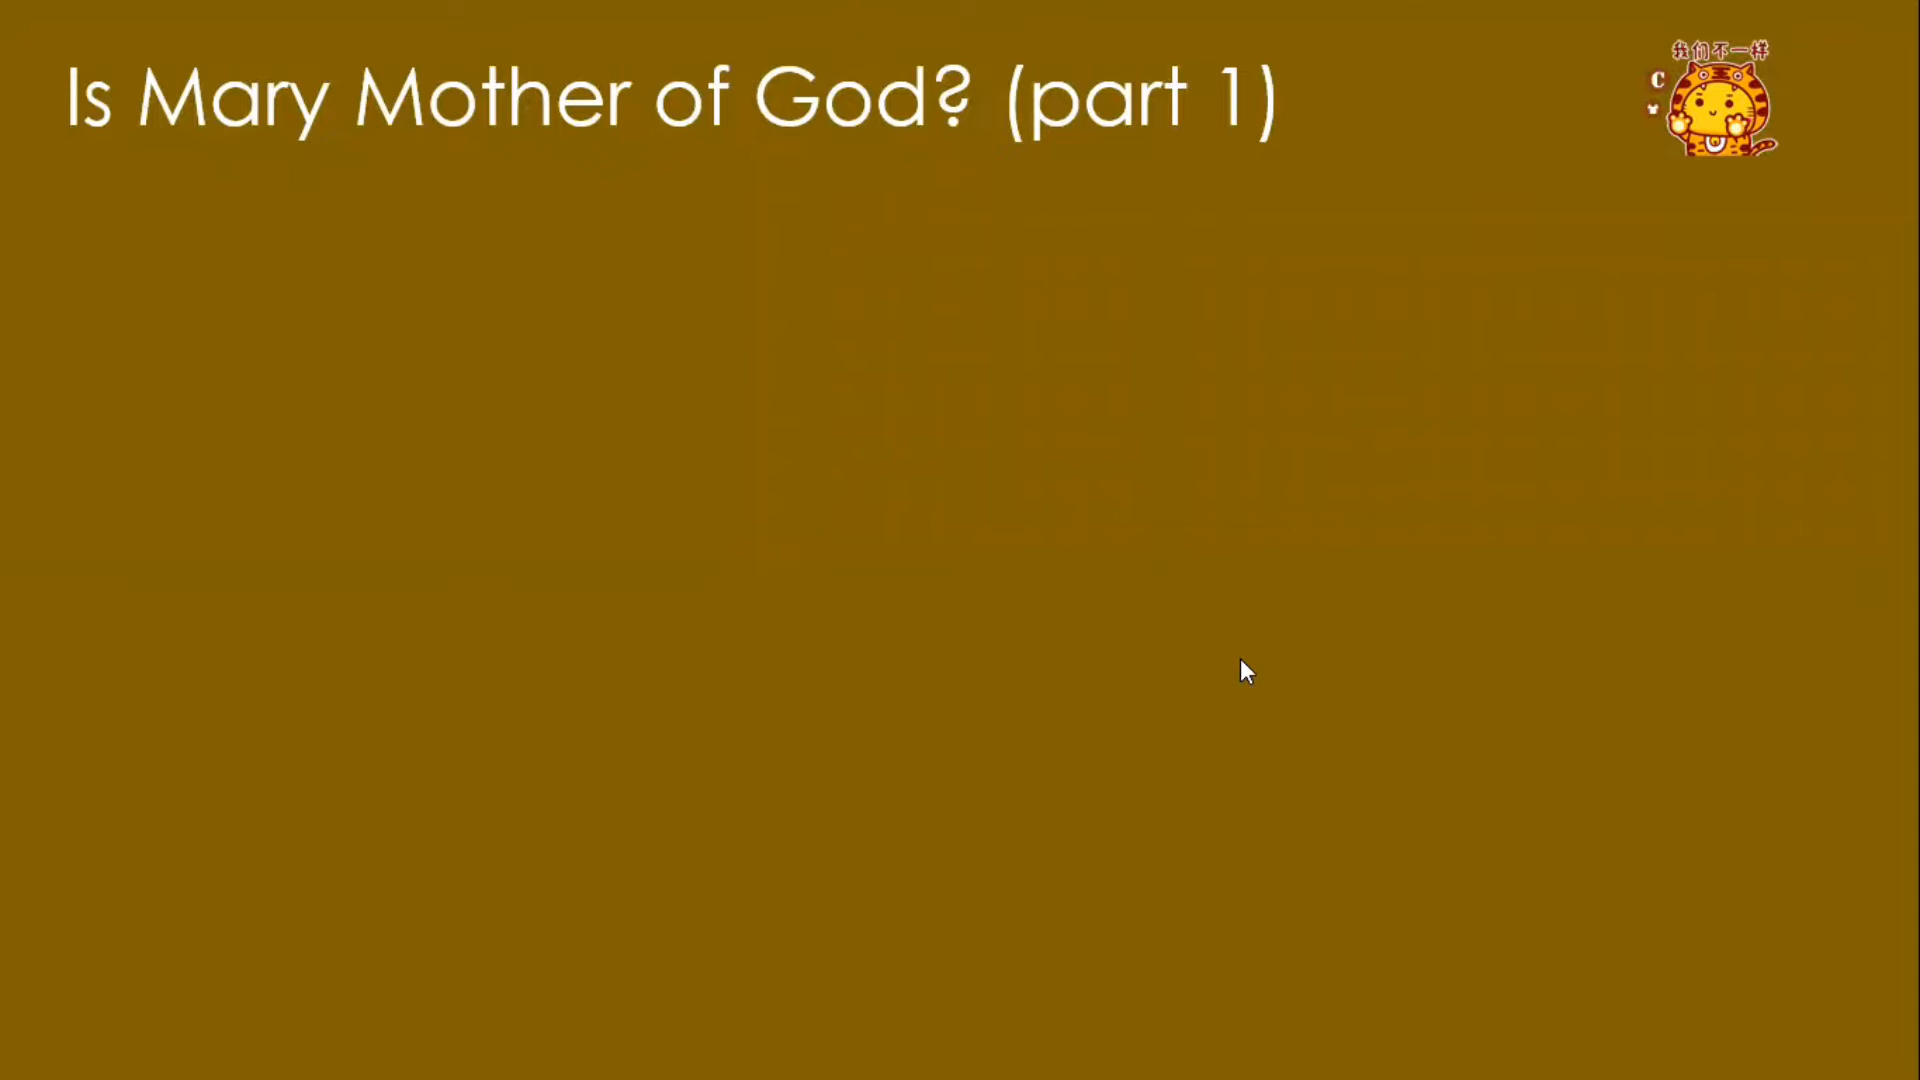 Is Mary Mother of God? (part 1)
我们不一样
C